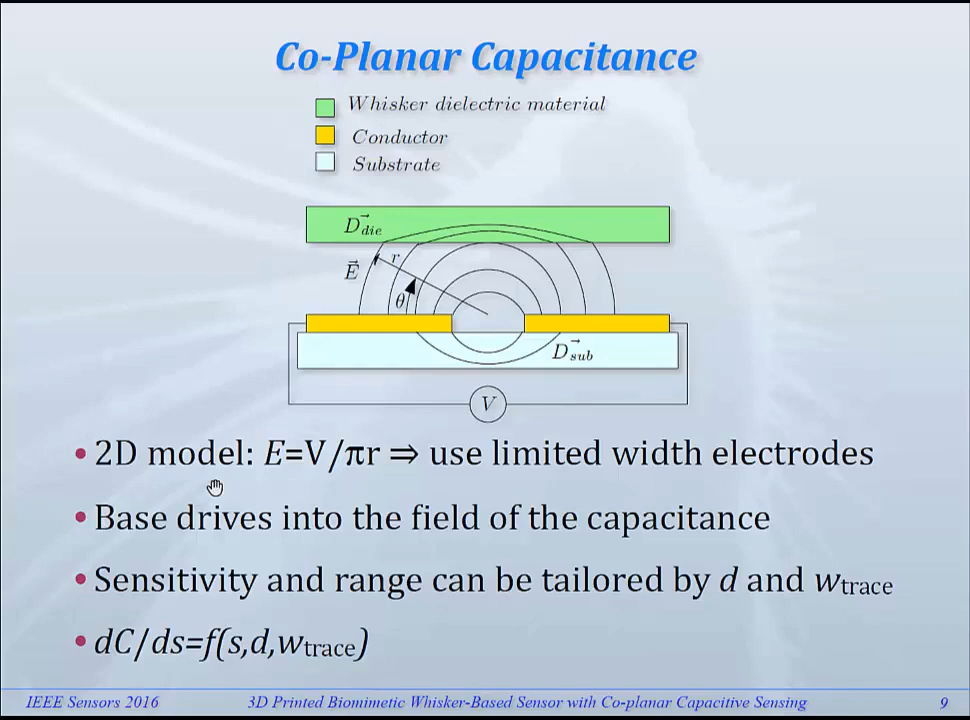 Co-Planar Capacitance
Whisker dielectric material
Conductor
Substrate
D⃗die
E⃗
r
θ
D⃗sub
V
• 2D model: E=V/πr ⇒ use limited width electrodes
• Base drives into the field of the capacitance
• Sensitivity and range can be tailored by d and wtrace
• dC/ds=f(s,d,wtrace)
IEEE Sensors 2016 3D Printed Biomimetic Whisker-Based Sensor with Co-planar Capacitive Sensing 9